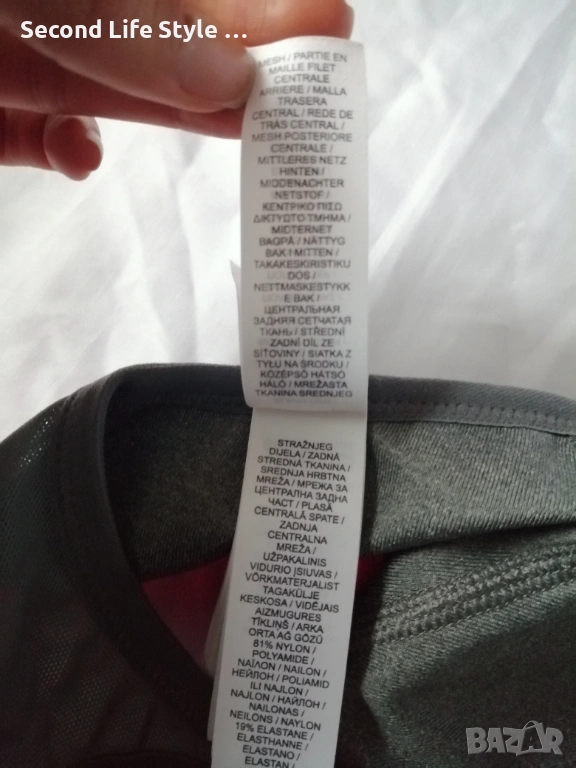 Second Life Style ...
MESH / PARTIE EN
MAILLE FILET
CENTRALE
ARRIERE / MALLA
TRASERA
CENTRAL / REDE DE
TRÁS CENTRAL /
MESH POSTERIORE
CENTRALE /
MITTLERES NETZ
HINTEN /
MIDDENACHTER
NETSTOF /
ΚΕΝΤΡΙΚΟ ΠΙΣΩ
ΔΙΚΤΥΩΤΟ ΤΜΗΜΑ /
MIDTERNET
BAGPÅ / NÄTTYG
BAK I MITTEN /
TAKAKESKIRISTIKU
DOS /
NETTMASKESTYKK
E BAK /
ЦЕНТРАЛЬНАЯ
ЗАДНЯЯ СЕТЧАТАЯ
ТКАНЬ / STŘEDNÍ
ZADNÍ DÍL ZE
SÍŤOVINY / SIATKA Z
TYŁU NA ŚRODKU /
KÖZÉPSŐ HÁTSÓ
HÁLÓ / MREŽASTA
TKANINA SREDNJEG
STRAŽNJEG
DIJELA / ZADNÁ
STREDNÁ TKANINA /
SREDNJA HRBTNA
MREŽA / МРЕЖА ЗА
ЦЕНТРАЛНА ЗАДНА
ЧАСТ / PLASĂ
CENTRALĂ SPATE /
ZADNJA
CENTRALNA
MREŽA /
UŽPAKALINIS
VIDURIO ĮSIUVAS /
VÕRKMATERJALIST
TAGAKÜLJE
KESKOSA / VIDĒJAIS
AIZMUGURES
TĪKLIŅŠ / ARKA
ORTA AĞ GÖZÜ
81% NYLON /
POLYAMIDE /
ΝΑΪΛΟΝ / NAILON /
НЕЙЛОН / POLIAMID
ILI NAJLON /
NAJLON / НАЙЛОН /
NAILONAS /
NEILONS / NAYLON
19% ELASTANE /
ELASTHANNE /
ELASTANO /
ELASTAN /
BAZAR